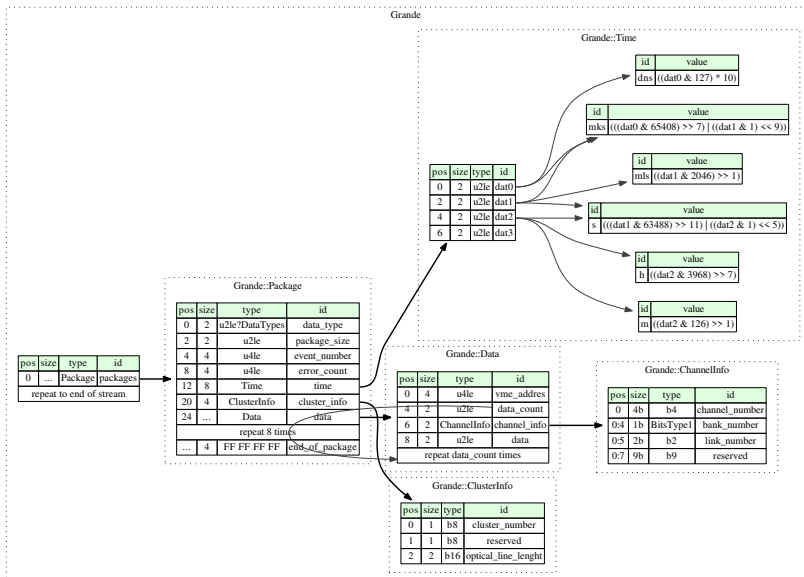 Grande
Grande::Time
id value
dns ((dat0 & 127) * 10)
id value
mks (((dat0 & 65408) >> 7) | ((dat1 & 1) << 9))
id value
mls ((dat1 & 2046) >> 1)
id value
s (((dat1 & 63488) >> 11) | ((dat2 & 1) << 5))
id value
h ((dat2 & 3968) >> 7)
id value
m ((dat2 & 126) >> 1)
pos size type id
0 2 u2le dat0
2 2 u2le dat1
4 2 u2le dat2
6 2 u2le dat3
Grande::Package
pos size type id
0 2 u2le?DataTypes data_type
2 2 u2le package_size
4 4 u4le event_number
8 4 u4le error_count
12 8 Time time
20 4 ClusterInfo cluster_info
24 ... Data data
repeat 8 times
... 4 FF FF FF FF end_of_package
pos size type id
0 ... Package packages
repeat to end of stream
Grande::Data
pos size type id
0 4 u4le vme_addres
4 2 u2le data_count
6 2 ChannelInfo channel_info
8 2 u2le data
repeat data_count times
Grande::ChannelInfo
pos size type id
0 4b b4 channel_number
0:4 1b BitsType1 bank_number
0:5 2b b2 link_number
0:7 9b b9 reserved
Grande::ClusterInfo
pos size type id
0 1 b8 cluster_number
1 1 b8 reserved
2 2 b16 optical_line_lenght